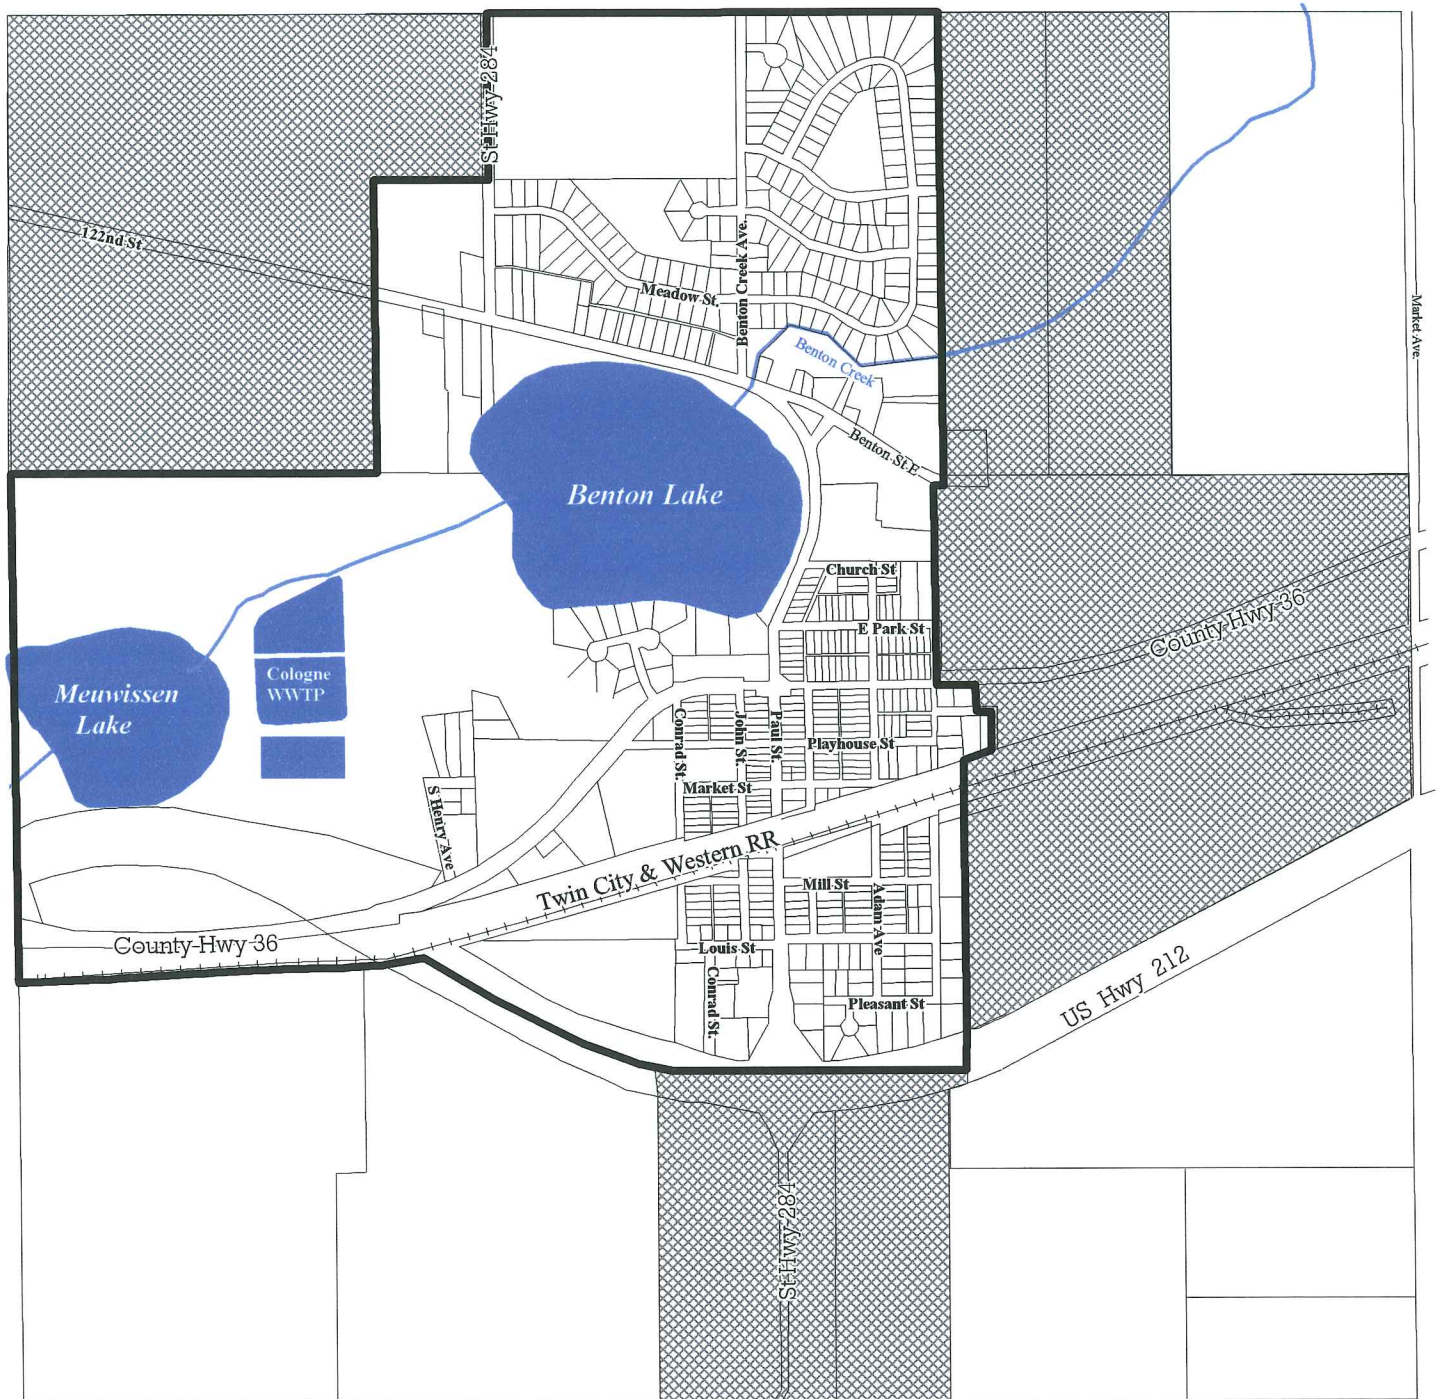 St Hwy 284
122nd St.
Benton Creek Ave.
Meadow St.
Market Ave.
Benton Creek
Benton St E
Benton Lake
Church St
County Hwy 36
E Park St
Cologne
WWTP
Meuwissen
Lake
Conrad St.
John St.
Paul St.
Playhouse St
Market St
S Henry Ave
Twin City & Western RR
Mill St
Adam Ave
County Hwy 36
Louis St
Conrad St.
Pleasant St
US Hwy 212
St Hwy 284